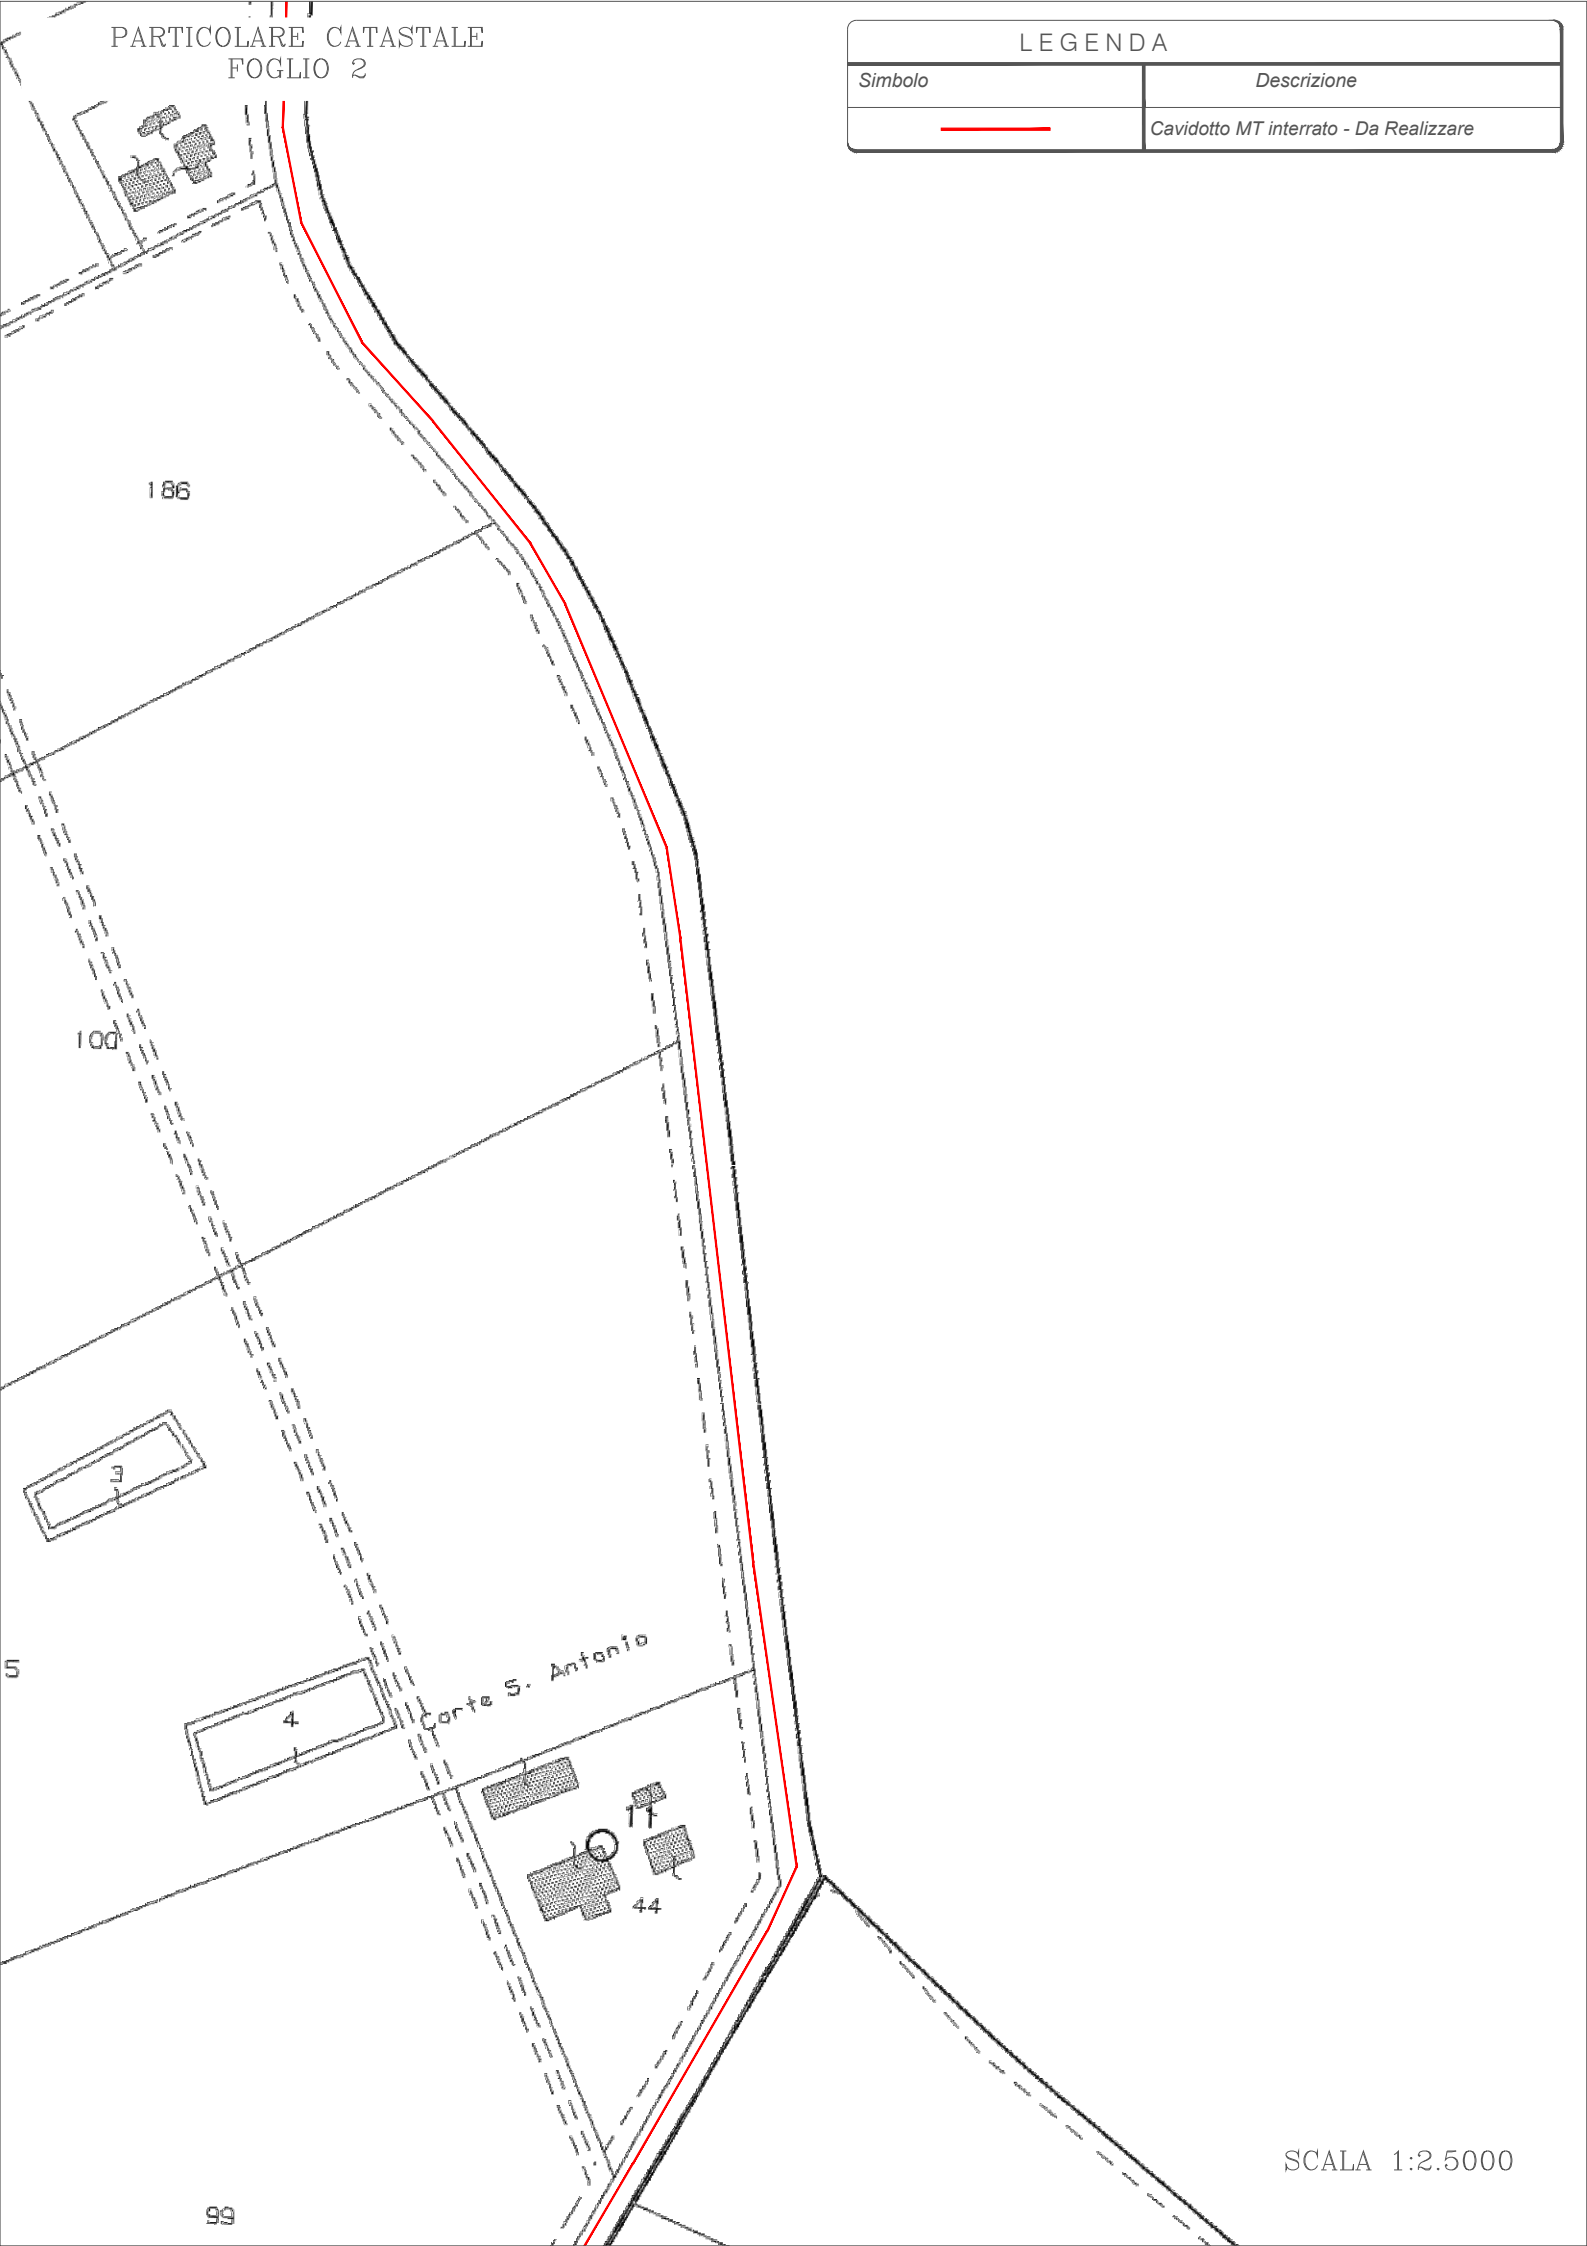 PARTICOLARE CATASTALE
FOGLIO 2
LEGENDA
Simbolo Descrizione
Cavidotto MT interrato - Da Realizzare
186
100
3
5
Corte S. Antonio
4
11
44
99
SCALA 1:2.5000